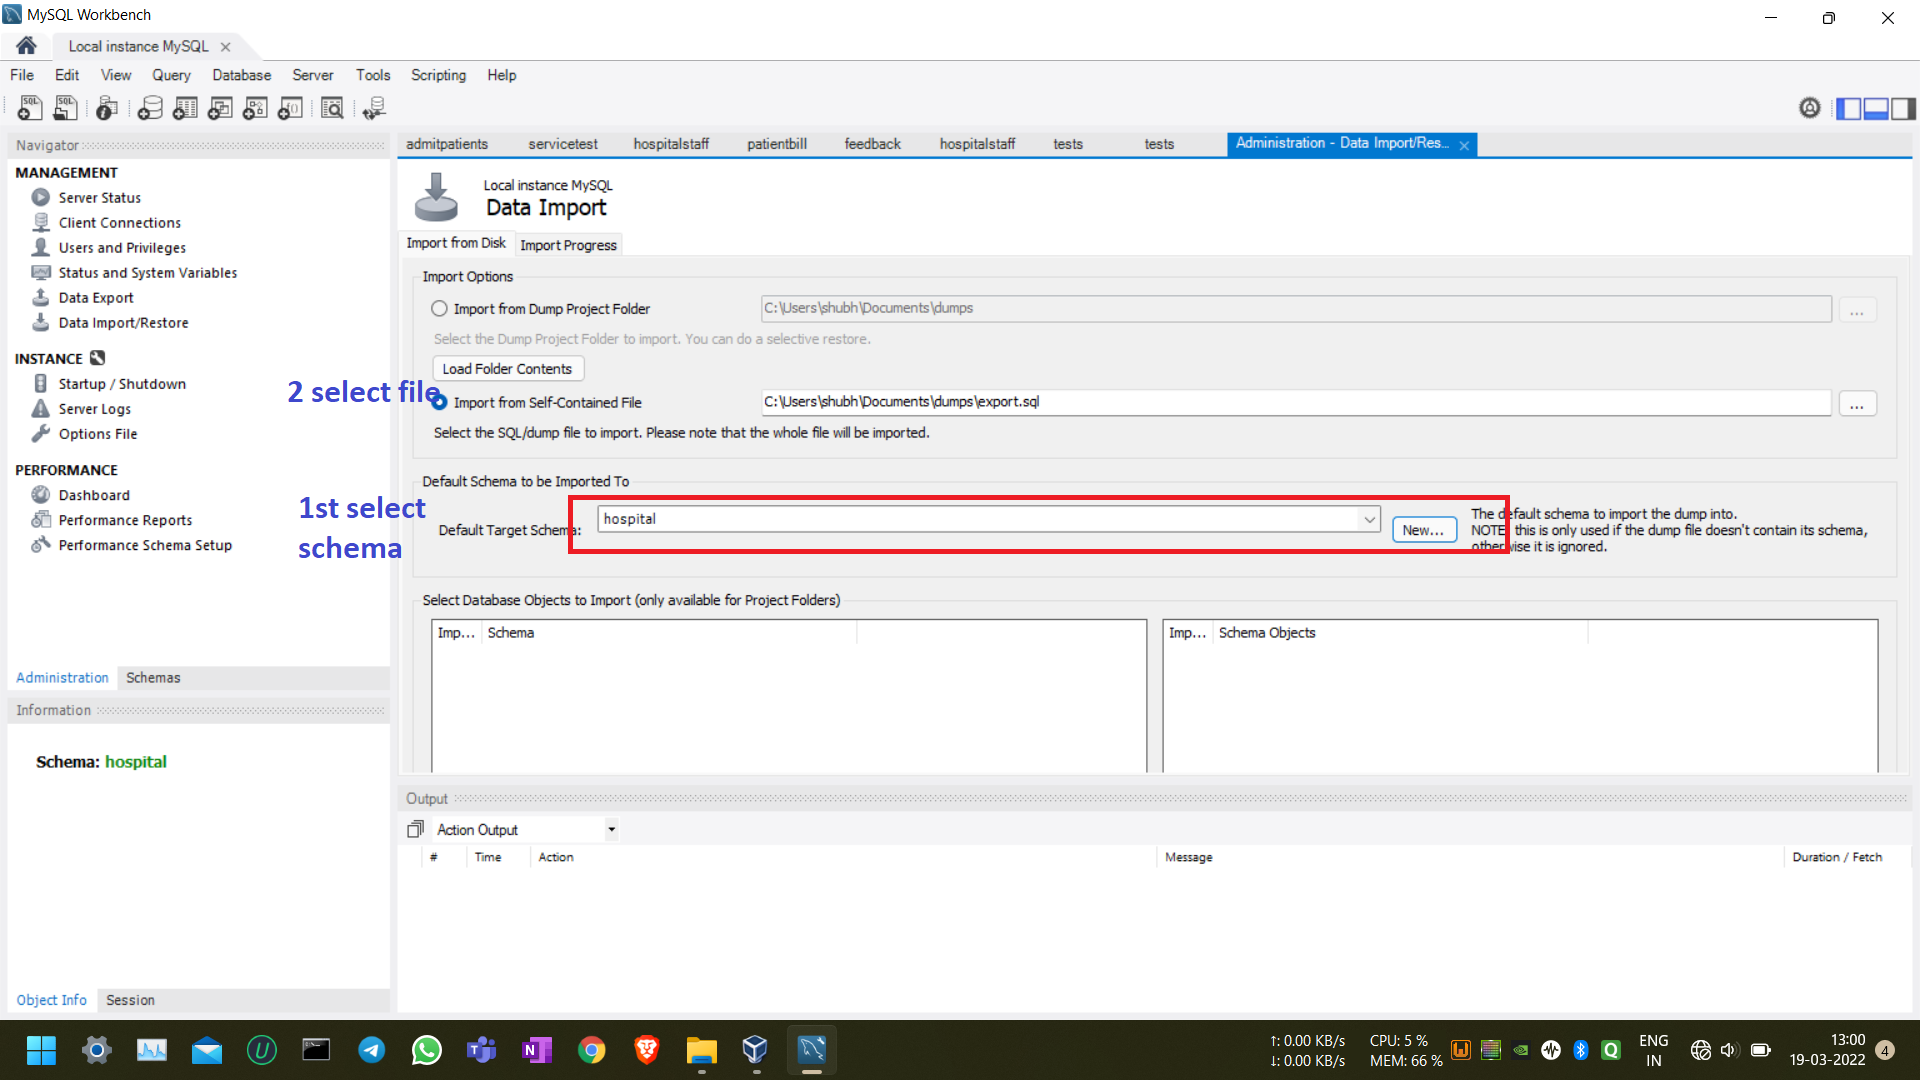 MySQL Workbench
Local instance MySQL
File Edit View Query Database Server Tools Scripting Help
Navigator
MANAGEMENT
Server Status
Client Connections
Users and Privileges
Status and System Variables
Data Export
Data Import/Restore
INSTANCE
Startup / Shutdown
Server Logs
Options File
PERFORMANCE
Dashboard
Performance Reports
Performance Schema Setup
Administration Schemas
Information
Schema: hospital
Object Info Session
admitpatients servicetest hospitalstaff patientbill feedback hospitalstaff tests tests Administration - Data Import/Res...
Local instance MySQL
Data Import
Import from Disk Import Progress
Import Options
Import from Dump Project Folder C:\Users\shubh\Documents\dumps ...
Select the Dump Project Folder to import. You can do a selective restore.
Load Folder Contents
2 select file
Import from Self-Contained File C:\Users\shubh\Documents\dumps\export.sql ...
Select the SQL/dump file to import. Please note that the whole file will be imported.
Default Schema to be Imported To
1st select
schema
Default Target Schema: hospital New...
The default schema to import the dump into.
NOTE: this is only used if the dump file doesn't contain its schema,
otherwise it is ignored.
Select Database Objects to Import (only available for Project Folders)
Imp... Schema
Imp... Schema Objects
Output
Action Output
# Time Action Message Duration / Fetch
↑: 0.00 KB/s
↓: 0.00 KB/s
CPU: 5 %
MEM: 66 %
ENG
IN
13:00
19-03-2022
4